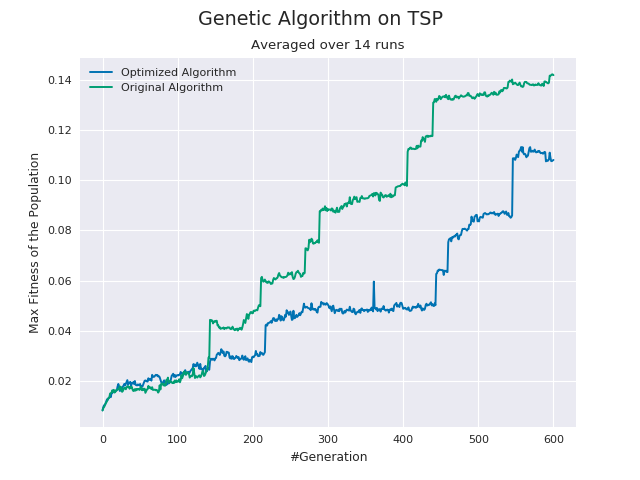 Genetic Algorithm on TSP
Averaged over 14 runs
Optimized Algorithm
Original Algorithm
Max Fitness of the Population
0.14
0.12
0.10
0.08
0.06
0.04
0.02
0 100 200 300 400 500 600
#Generation